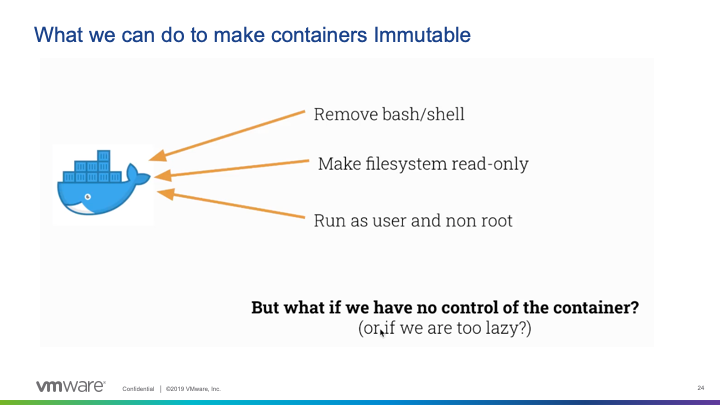 What we can do to make containers Immutable
Remove bash/shell
Make filesystem read-only
Run as user and non root
But what if we have no control of the container?
(or if we are too lazy?)
vmware® Confidential | ©2019 VMware, Inc. 24